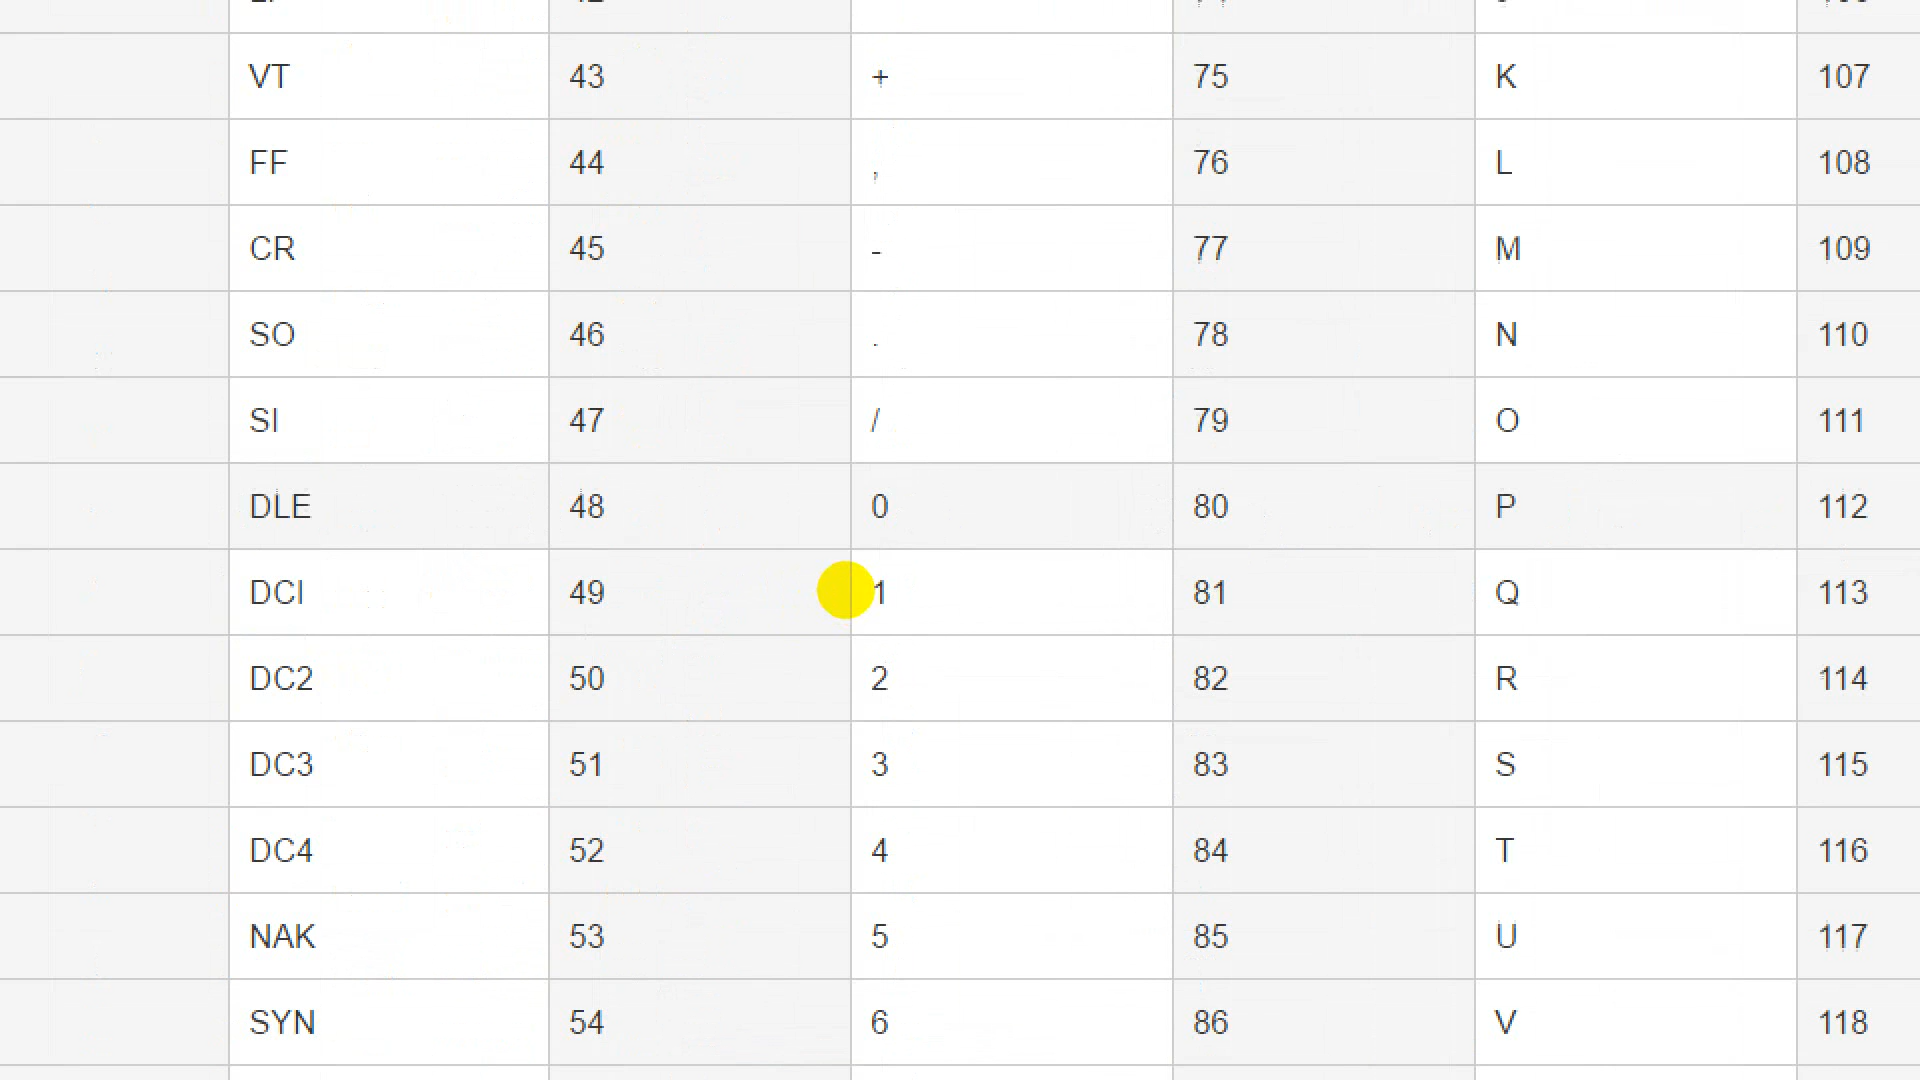 VT 43 + 75 K 107
FF 44 , 76 L 108
CR 45 - 77 M 109
SO 46 . 78 N 110
SI 47 / 79 O 111
DLE 48 0 80 P 112
DCI 49 1 81 Q 113
DC2 50 2 82 R 114
DC3 51 3 83 S 115
DC4 52 4 84 T 116
NAK 53 5 85 U 117
SYN 54 6 86 V 118